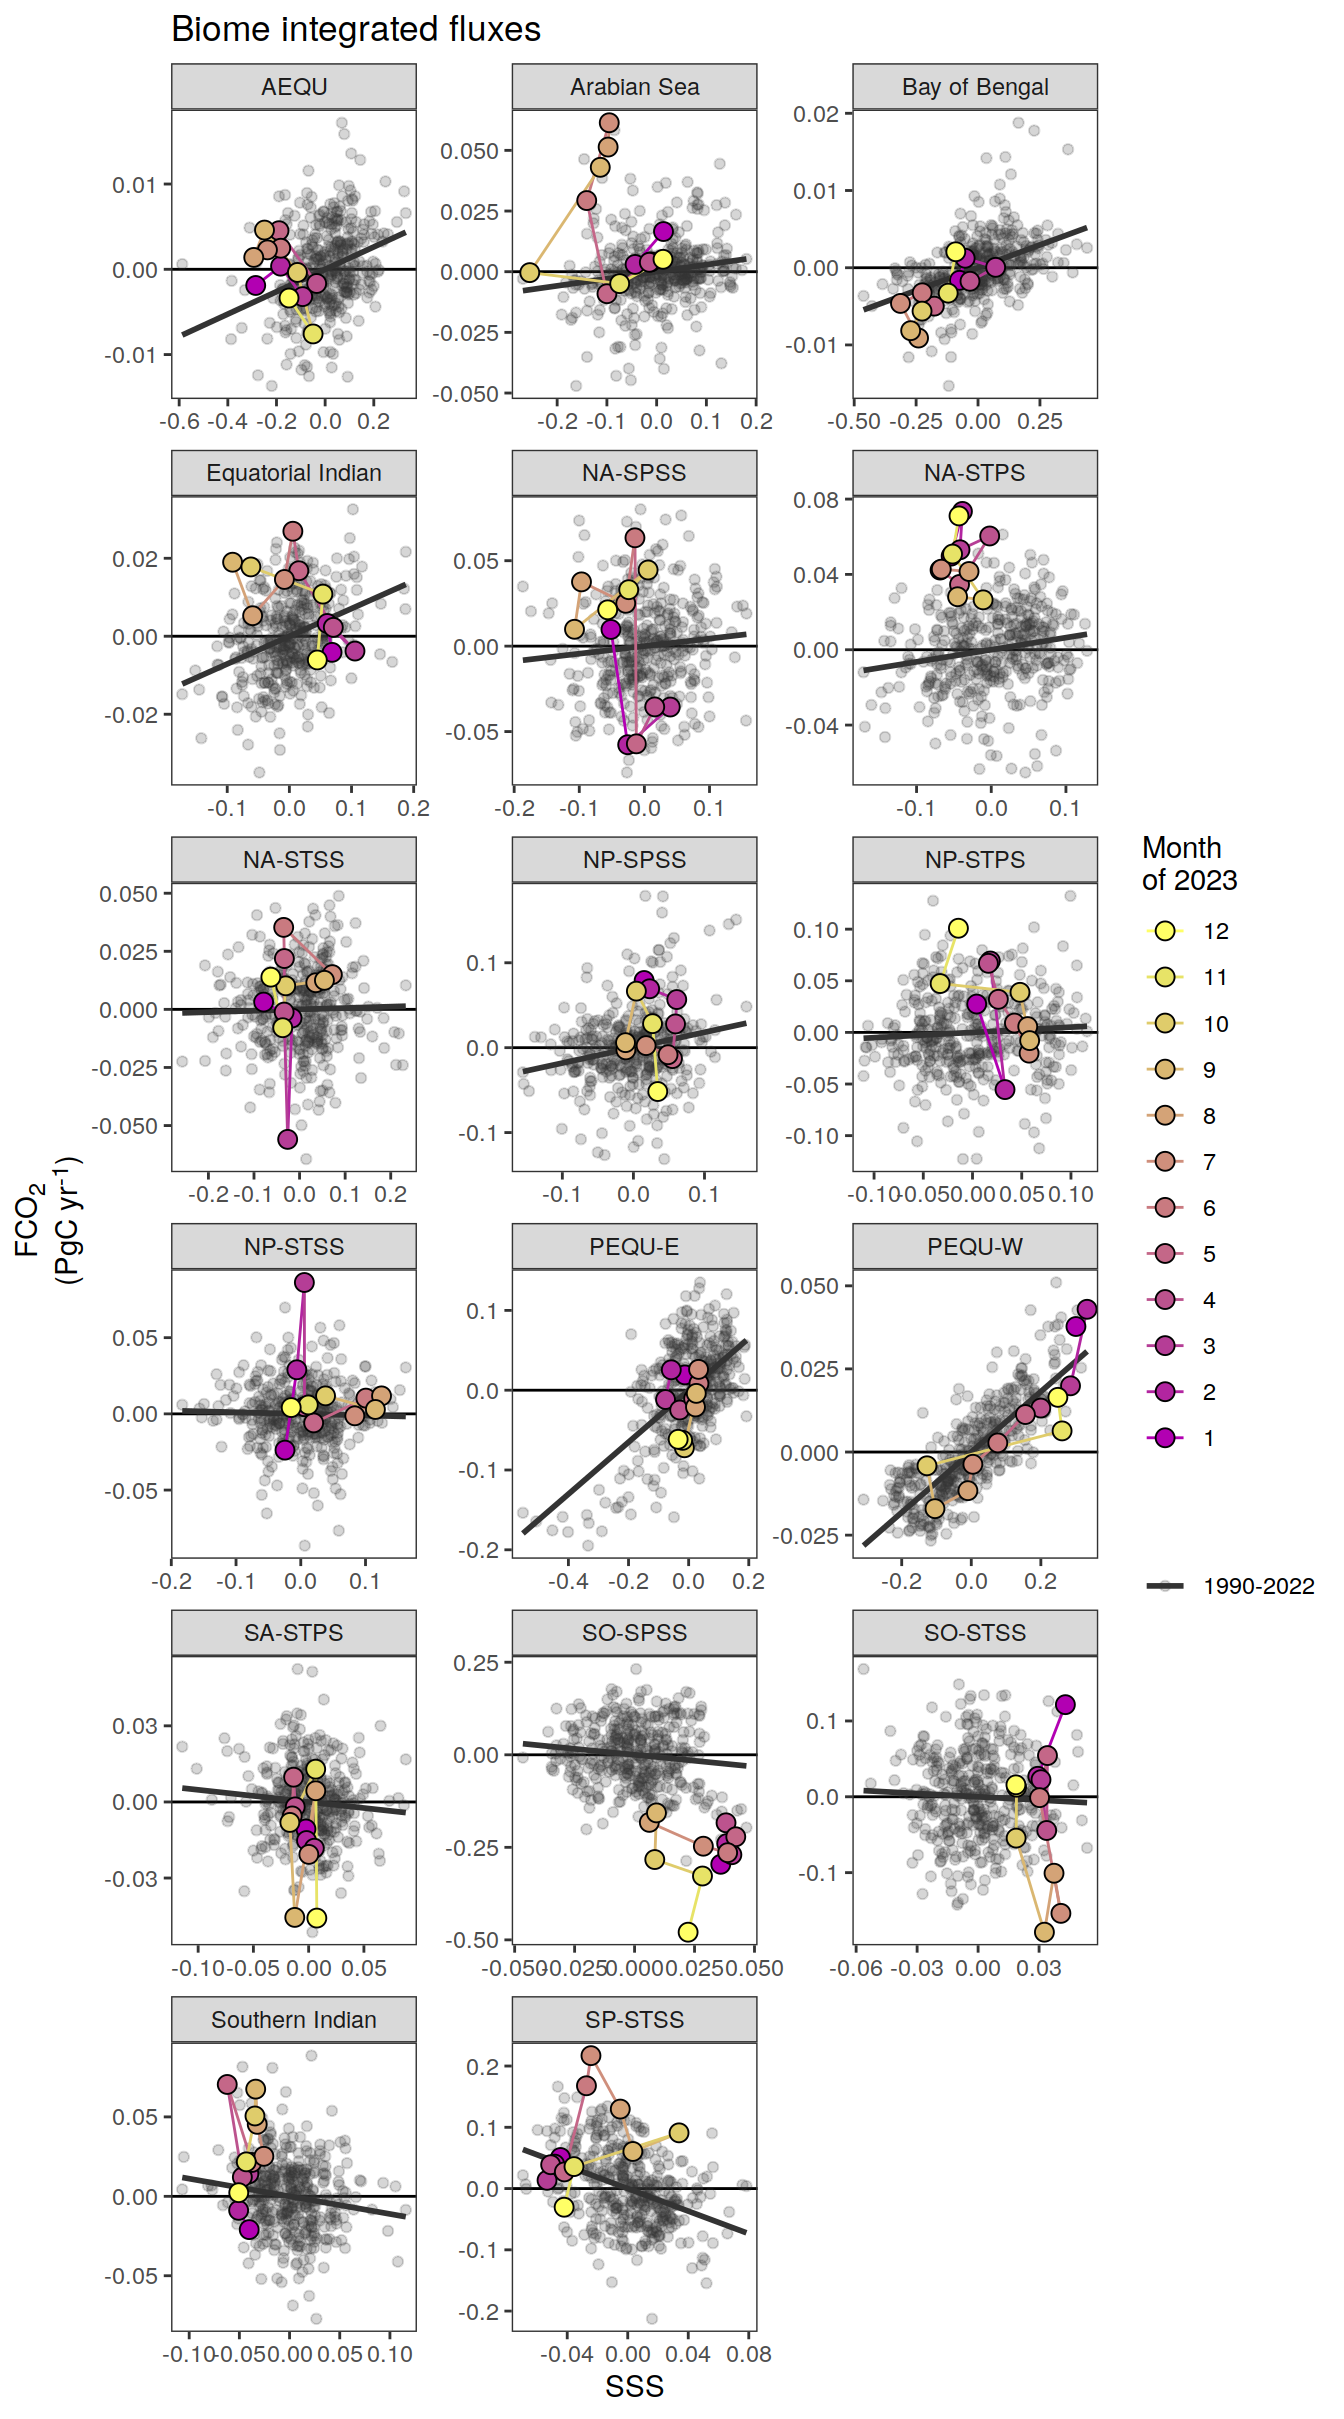 Biome integrated fluxes
AEQU
Arabian Sea
Bay of Bengal
0.01
0.00
-0.01
0.050
0.025
0.000
-0.025
-0.050
0.02
0.01
0.00
-0.01
-0.6 -0.4 -0.2 0.0 0.2
-0.2 -0.1 0.0 0.1 0.2
-0.50 -0.25 0.00 0.25
Equatorial Indian
NA-SPSS
NA-STPS
0.02
0.00
-0.02
0.05
0.00
-0.05
0.08
0.04
0.00
-0.04
-0.1 0.0 0.1 0.2
-0.2 -0.1 0.0 0.1
-0.1 0.0 0.1
NA-STSS
NP-SPSS
NP-STPS
0.050
0.025
0.000
-0.025
-0.050
0.1
0.0
-0.1
0.10
0.05
0.00
-0.05
-0.10
-0.2 -0.1 0.0 0.1 0.2
-0.1 0.0 0.1
-0.10 -0.05 0.00 0.05 0.10
NP-STSS
PEQU-E
PEQU-W
0.05
0.00
-0.05
0.1
0.0
-0.1
-0.2
0.050
0.025
0.000
-0.025
-0.2 -0.1 0.0 0.1
-0.4 -0.2 0.0 0.2
-0.2 0.0 0.2
SA-STPS
SO-SPSS
SO-STSS
0.03
0.00
-0.03
0.25
0.00
-0.25
-0.50
0.1
0.0
-0.1
-0.10 -0.05 0.00 0.05
-0.050 -0.025 0.000 0.025 0.050
-0.06 -0.03 0.00 0.03
Southern Indian
SP-STSS
0.05
0.00
-0.05
0.2
0.1
0.0
-0.1
-0.2
-0.10 -0.05 0.00 0.05 0.10
-0.04 0.00 0.04 0.08
SSS
FCO₂
(PgC yr⁻¹)
Month
of 2023
12
11
10
9
8
7
6
5
4
3
2
1
1990-2022